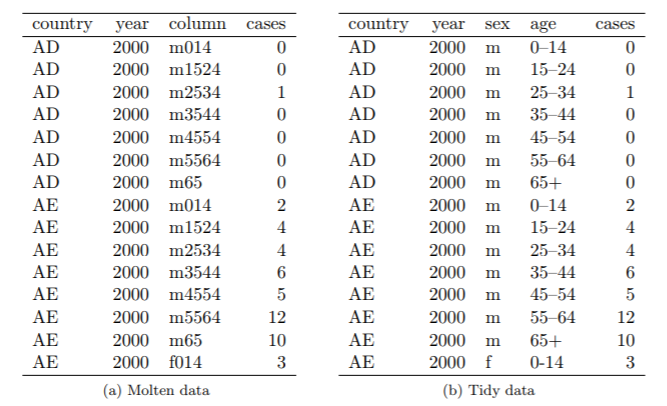 country year column cases
AD 2000 m014 0
AD 2000 m1524 0
AD 2000 m2534 1
AD 2000 m3544 0
AD 2000 m4554 0
AD 2000 m5564 0
AD 2000 m65 0
AE 2000 m014 2
AE 2000 m1524 4
AE 2000 m2534 4
AE 2000 m3544 6
AE 2000 m4554 5
AE 2000 m5564 12
AE 2000 m65 10
AE 2000 f014 3
(a) Molten data
country year sex age cases
AD 2000 m 0–14 0
AD 2000 m 15–24 0
AD 2000 m 25–34 1
AD 2000 m 35–44 0
AD 2000 m 45–54 0
AD 2000 m 55–64 0
AD 2000 m 65+ 0
AE 2000 m 0–14 2
AE 2000 m 15–24 4
AE 2000 m 25–34 4
AE 2000 m 35–44 6
AE 2000 m 45–54 5
AE 2000 m 55–64 12
AE 2000 m 65+ 10
AE 2000 f 0-14 3
(b) Tidy data